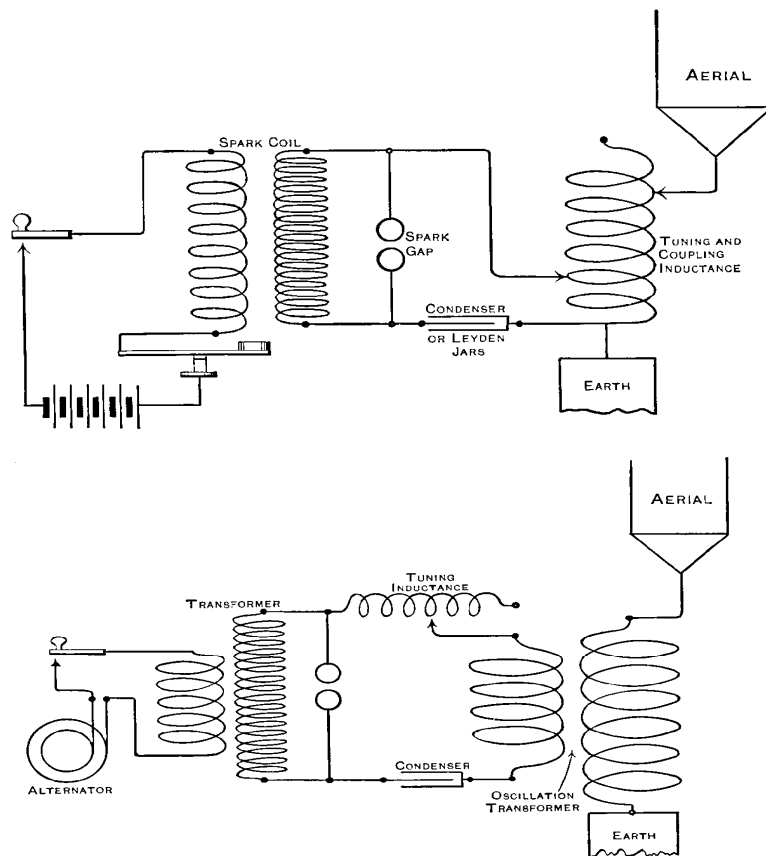 AERIAL
SPARK COIL
SPARK
GAP
TUNING AND
COUPLING
INDUCTANCE
CONDENSER
OR LEYDEN
JARS
EARTH
AERIAL
TUNING
INDUCTANCE
TRANSFORMER
CONDENSER
ALTERNATOR
OSCILLATION
TRANSFORMER
EARTH